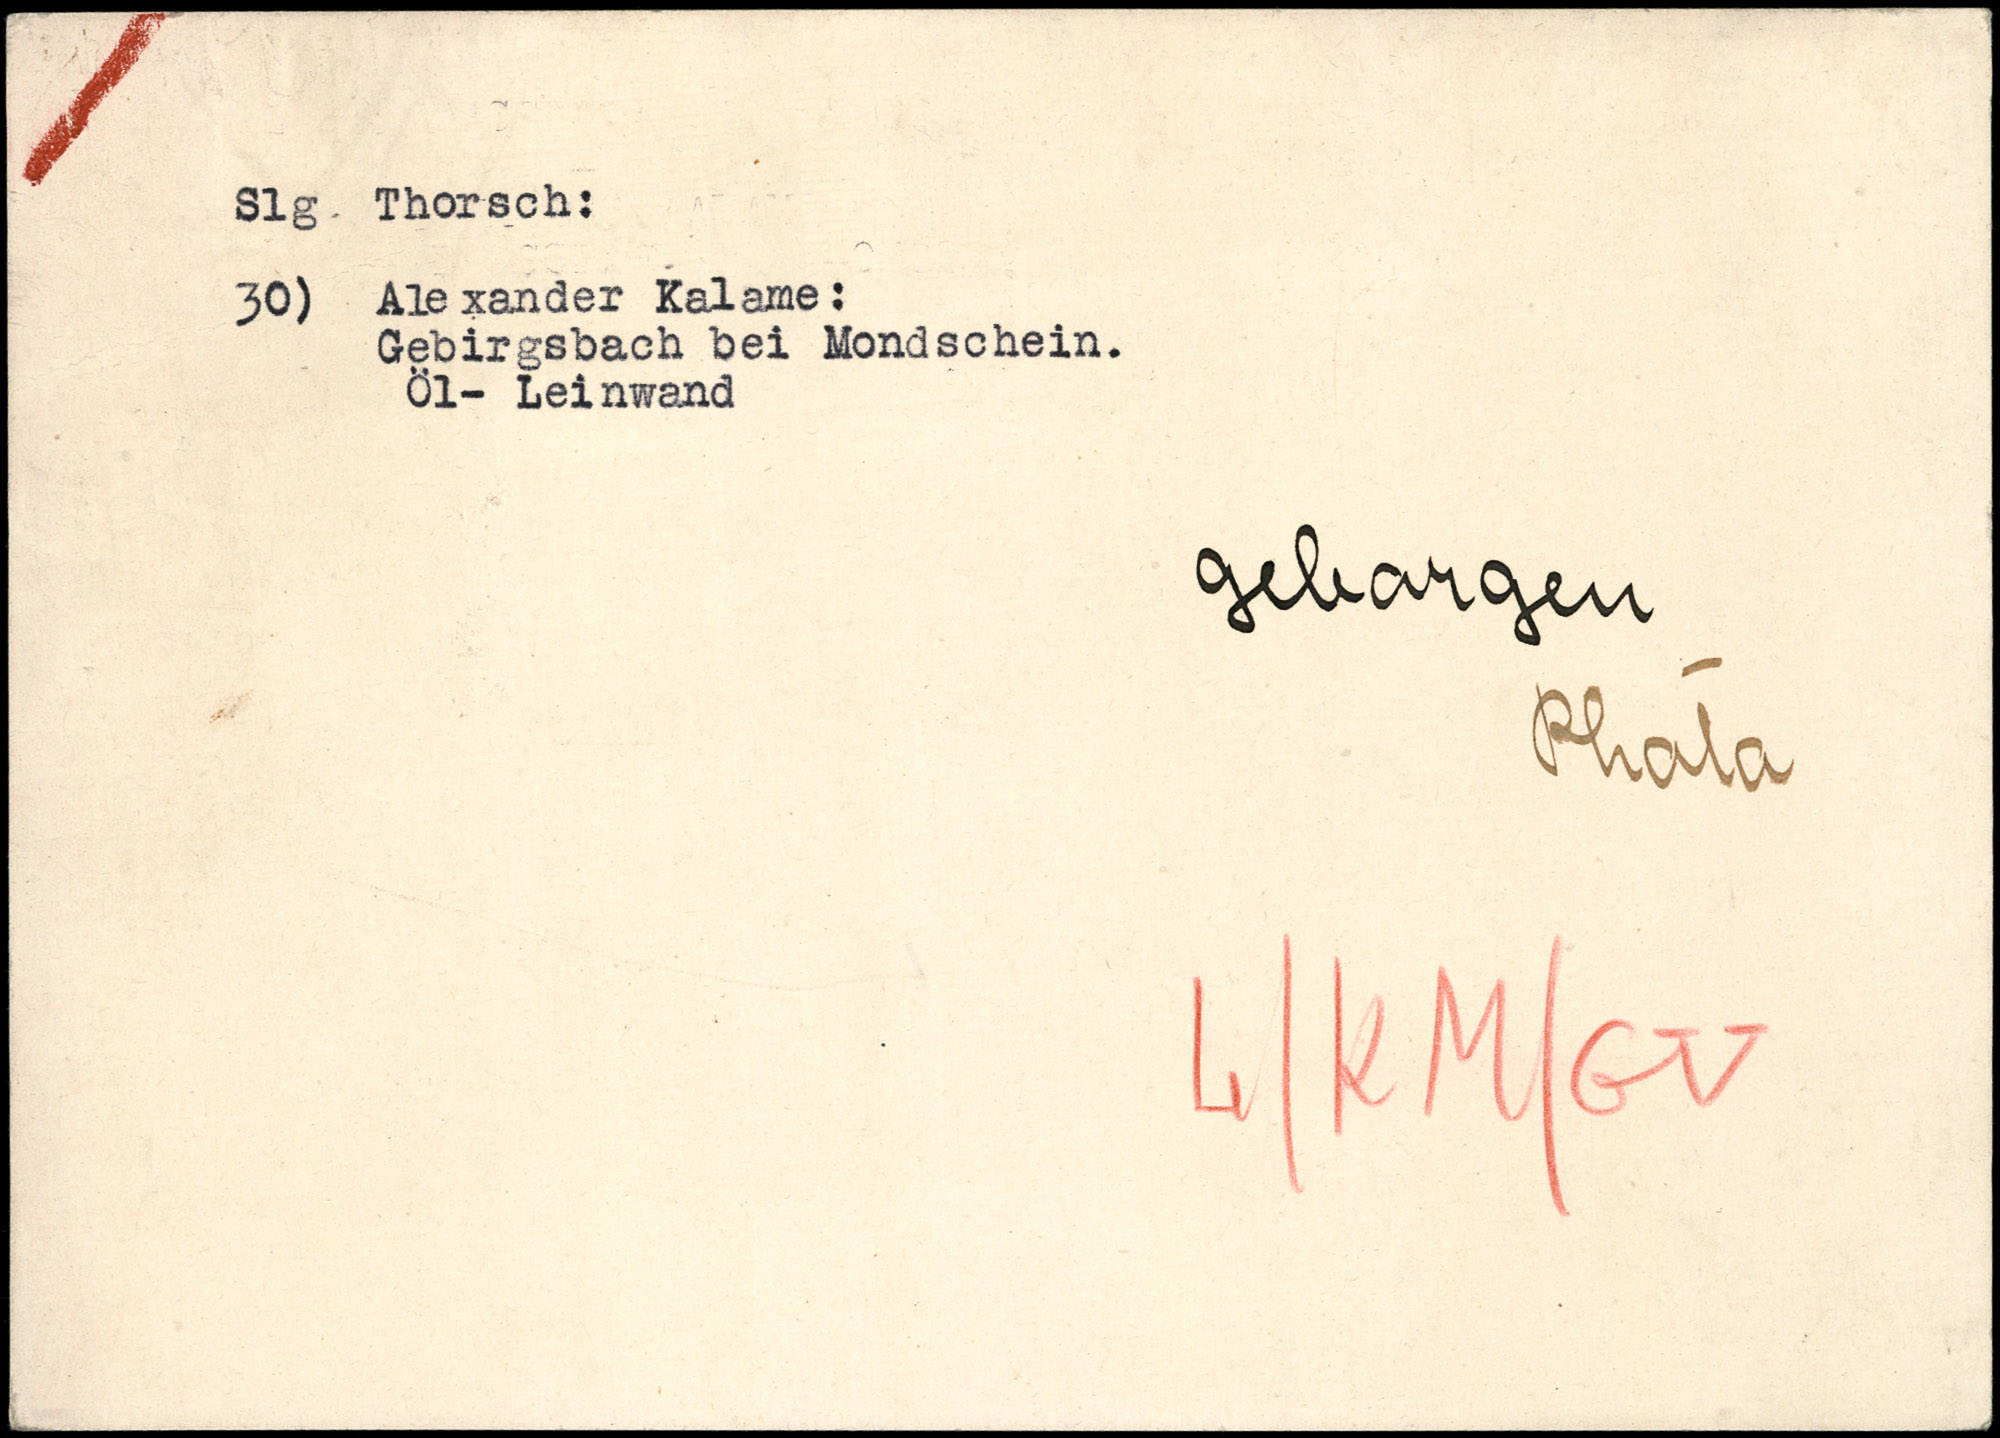 Slg. Thorsch:
30) Alexander Kalame:
Gebirgsbach bei Mondschein.
Öl- Leinwand
geborgen
Photo
L/KM/GV